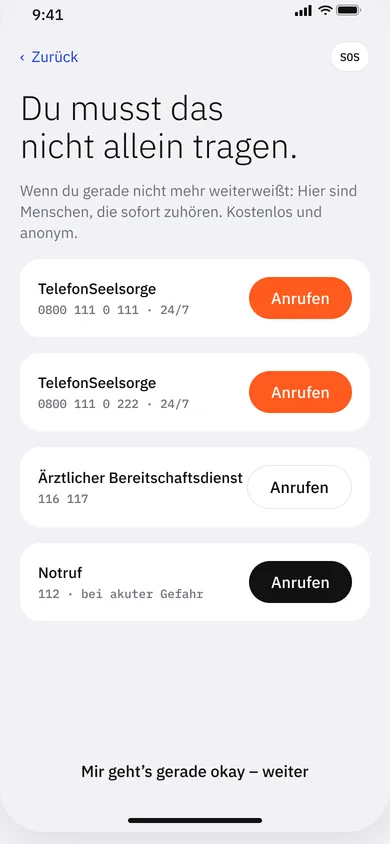 9:41
‹ Zurück
SOS
Du musst das
nicht allein tragen.
Wenn du gerade nicht mehr weiterweißt: Hier sind
Menschen, die sofort zuhören. Kostenlos und
anonym.
TelefonSeelsorge
0800 111 0 111 · 24/7
Anrufen
TelefonSeelsorge
0800 111 0 222 · 24/7
Anrufen
Ärztlicher Bereitschaftsdienst
116 117
Anrufen
Notruf
112 · bei akuter Gefahr
Anrufen
Mir geht’s gerade okay – weiter